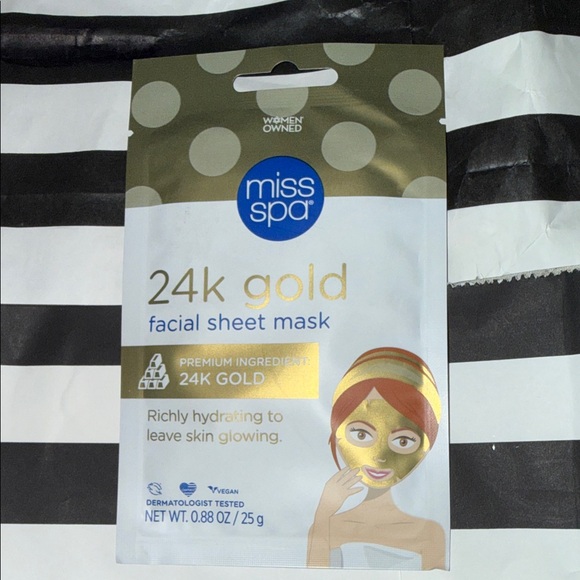 WOMEN
OWNED
miss
spa®
24k gold
facial sheet mask
PREMIUM INGREDIENT
24K GOLD
Richly hydrating to
leave skin glowing.
VEGAN
DERMATOLOGIST TESTED
NET WT. 0.88 OZ / 25 g